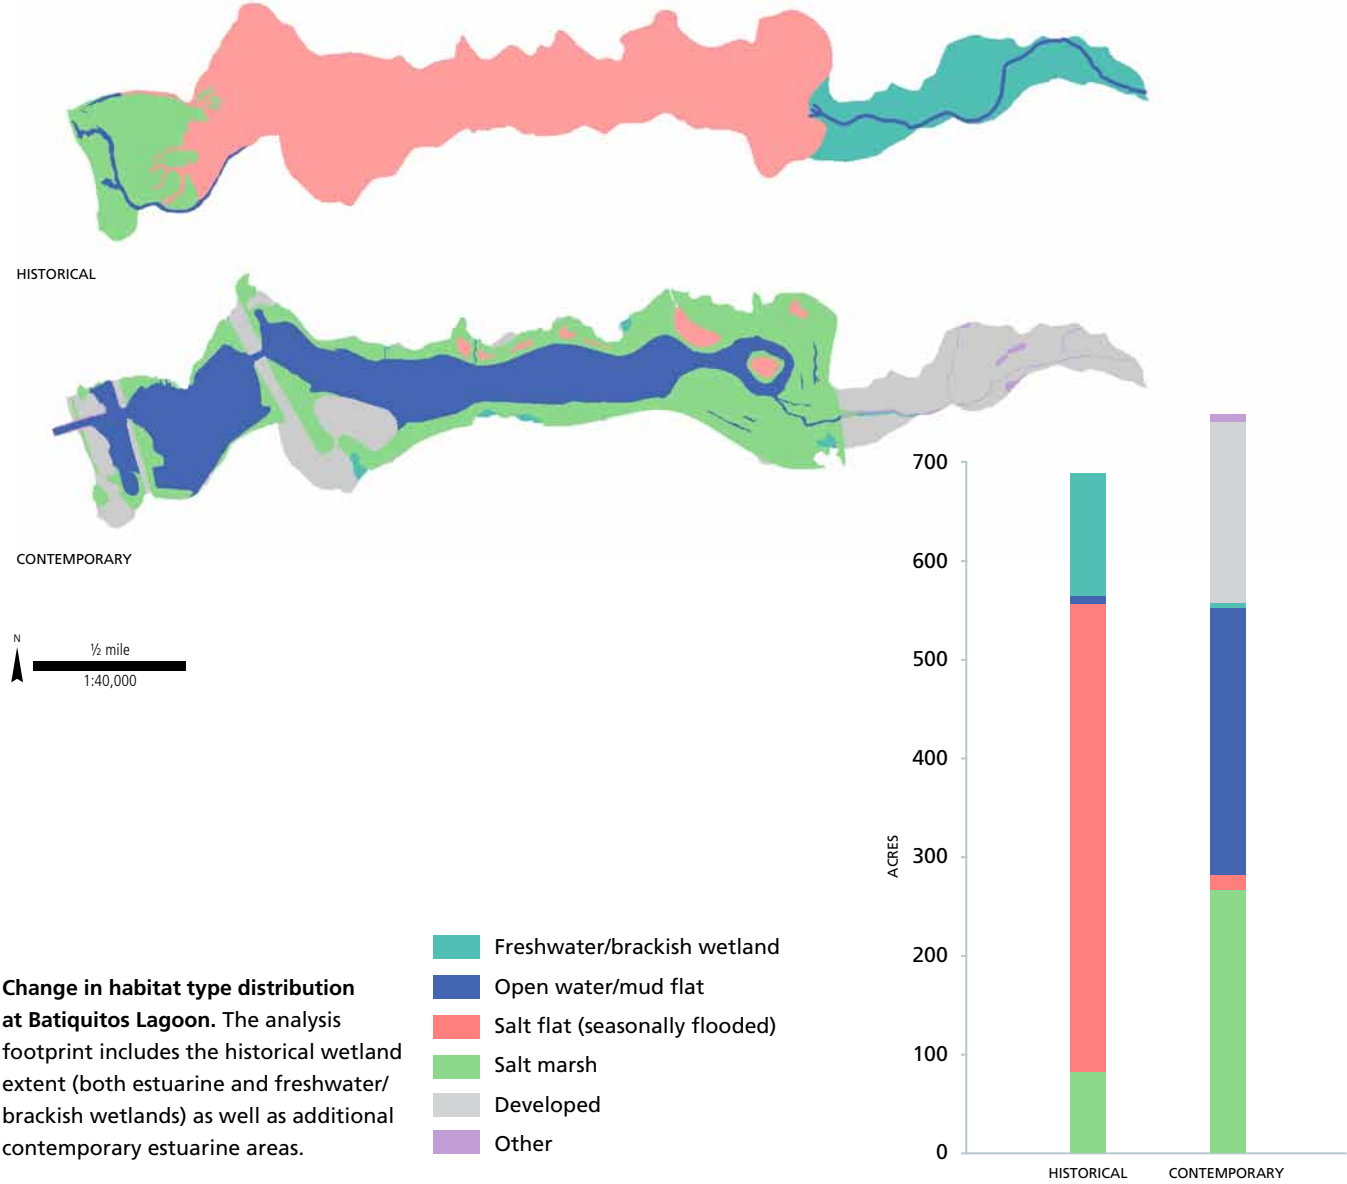 HISTORICAL
CONTEMPORARY
N
½ mile
1:40,000
Change in habitat type distribution
at Batiquitos Lagoon. The analysis
footprint includes the historical wetland
extent (both estuarine and freshwater/
brackish wetlands) as well as additional
contemporary estuarine areas.
Freshwater/brackish wetland
Open water/mud flat
Salt flat (seasonally flooded)
Salt marsh
Developed
Other
ACRES
700
600
500
400
300
200
100
0
HISTORICAL
CONTEMPORARY